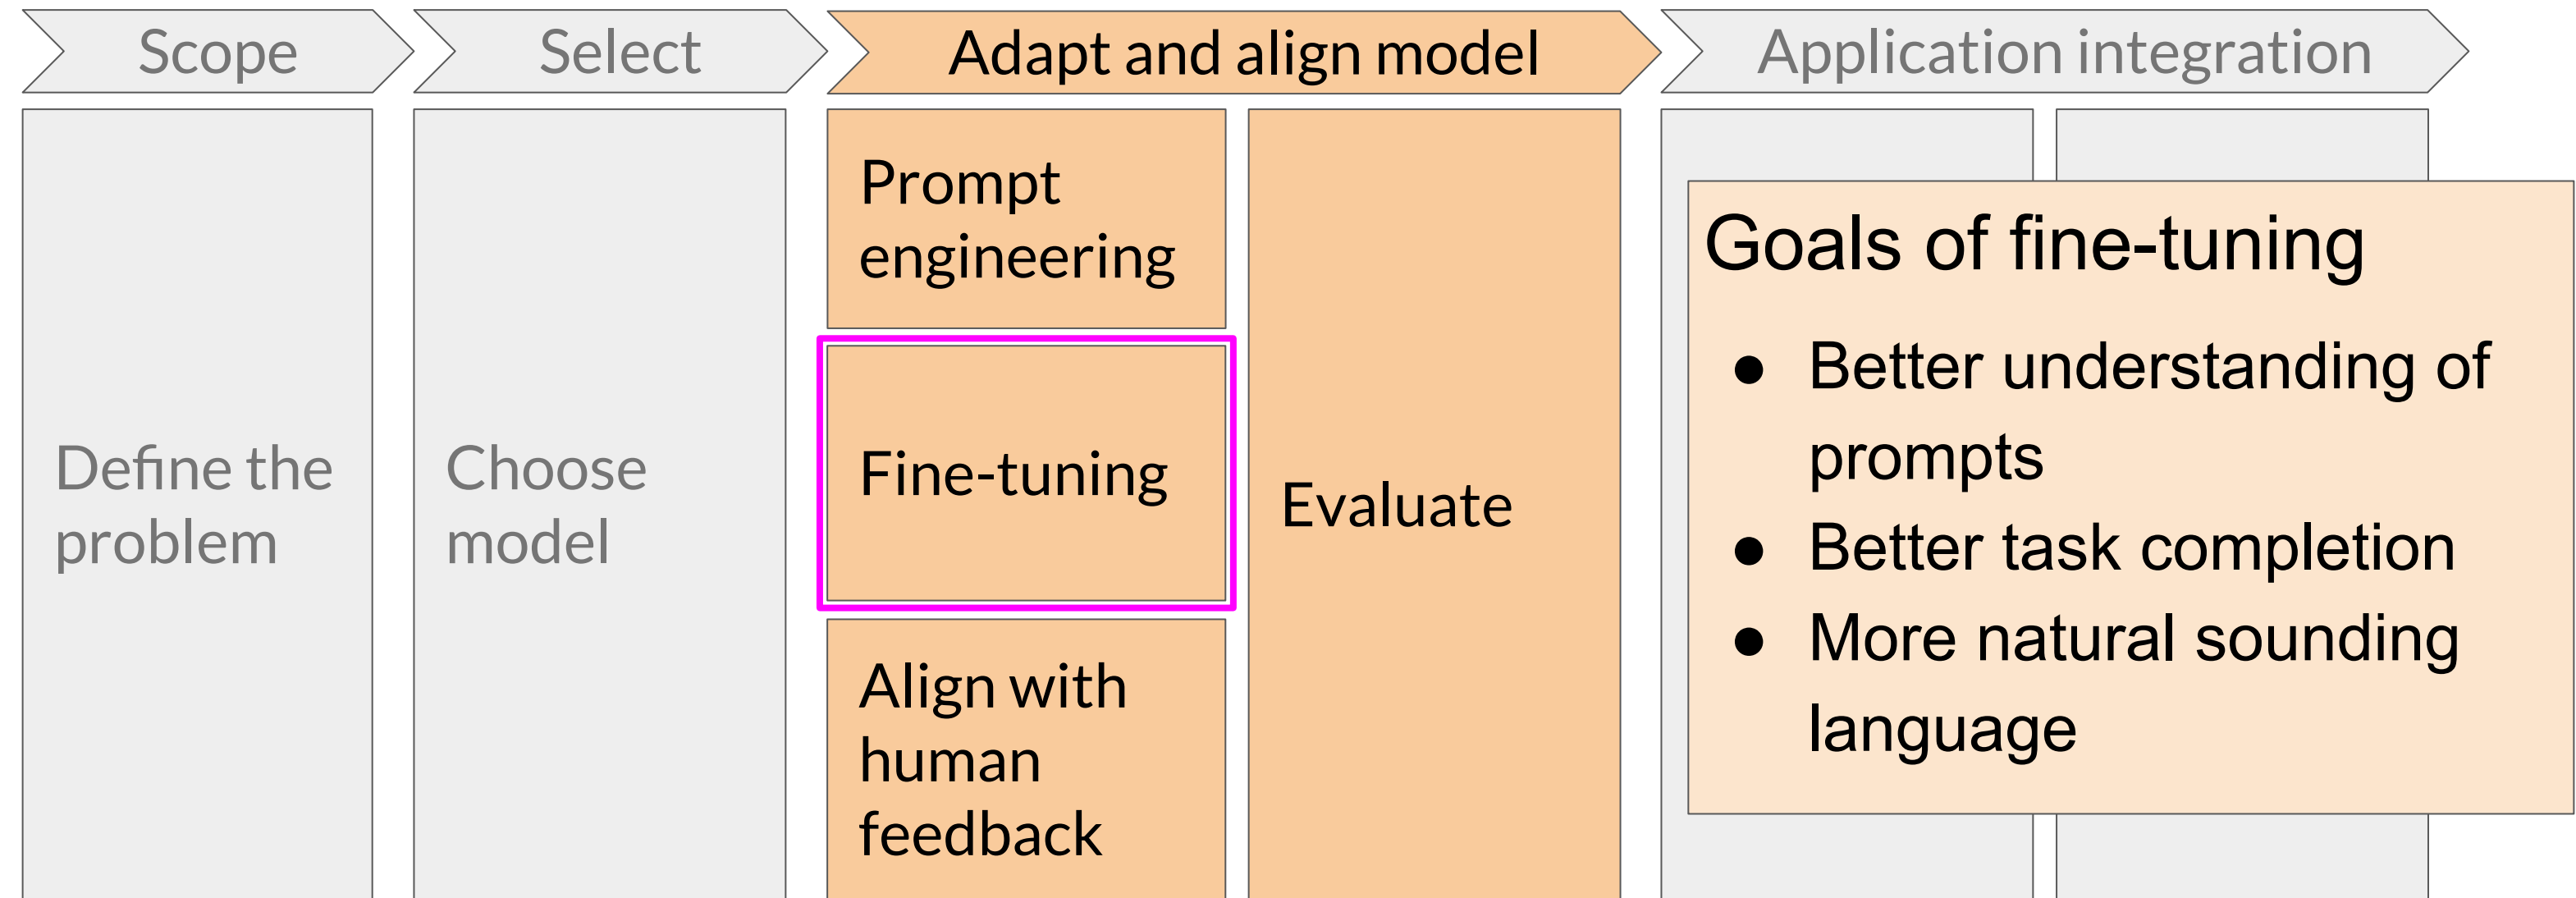 Scope
Select
Adapt and align model
Application integration
Define the
problem
Choose
model
Prompt
engineering
Fine-tuning
Align with
human
feedback
Evaluate
Goals of fine-tuning
● Better understanding of
prompts
● Better task completion
● More natural sounding
language